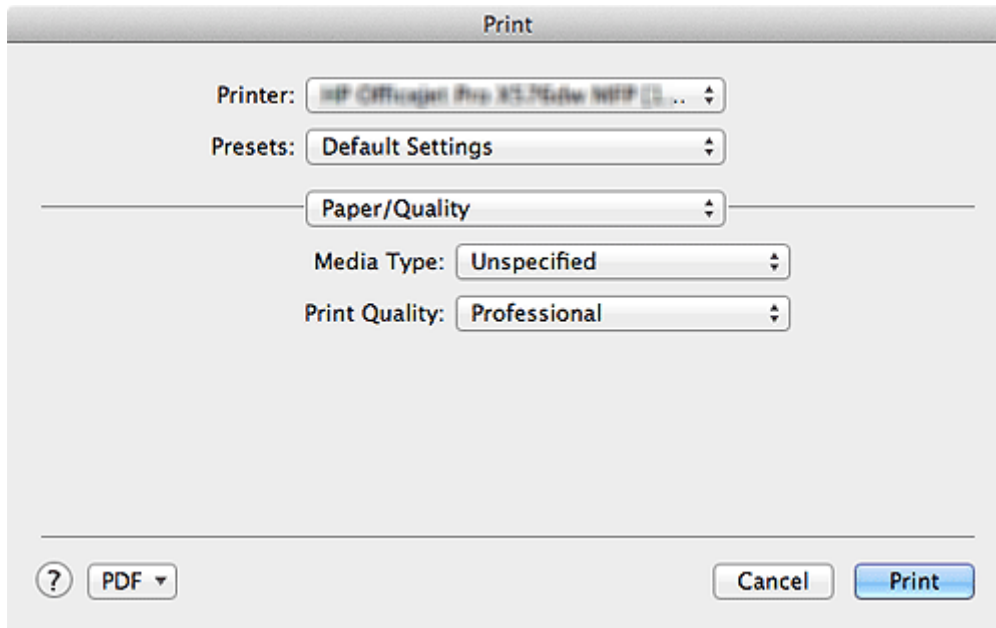 Print
Printer:
Presets: Default Settings
Paper/Quality
Media Type: Unspecified
Print Quality: Professional
? PDF Cancel Print